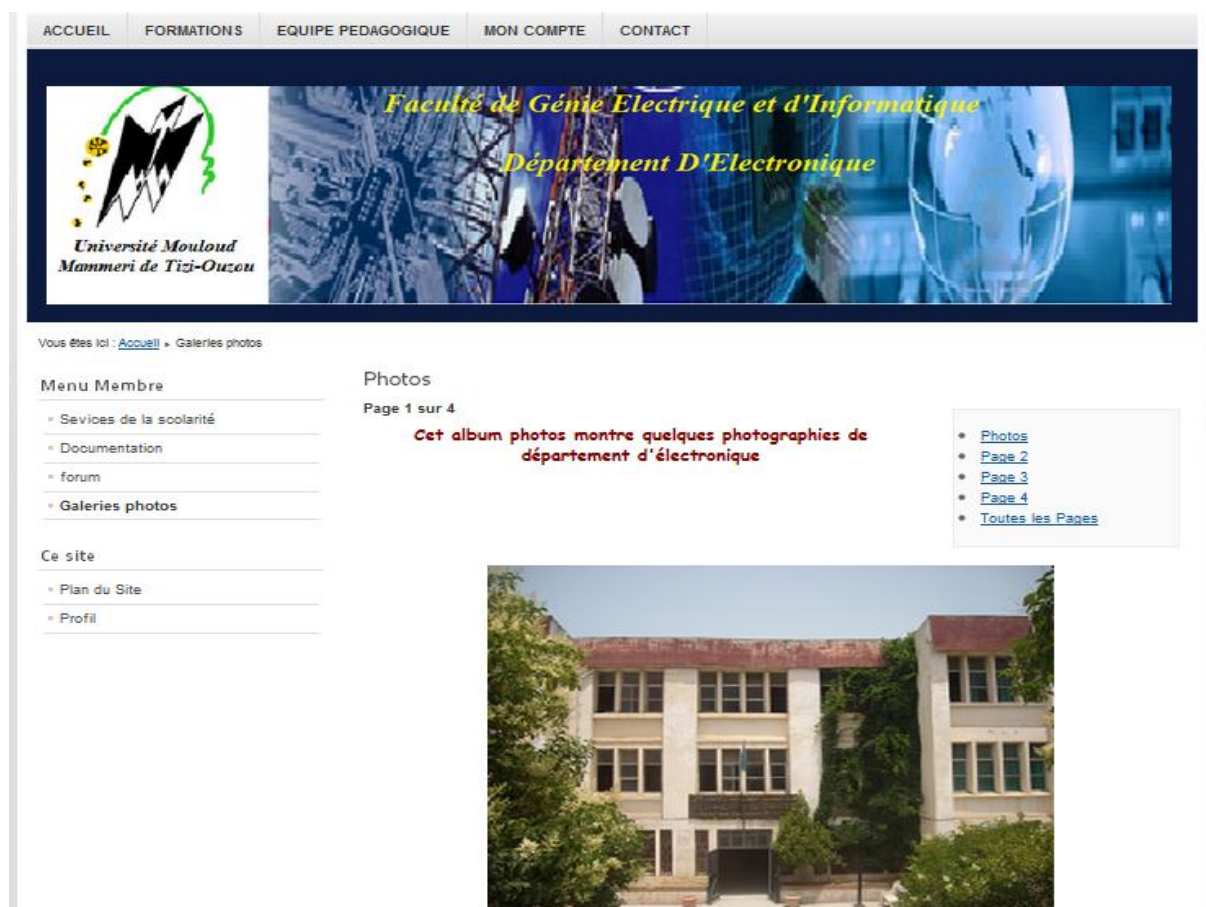 ACCUEIL FORMATIONS EQUIPE PEDAGOGIQUE MON COMPTE CONTACT
Faculté de Génie Electrique et d'Informatique
Département D'Electronique
Université Mouloud
Mammeri de Tizi-Ouzou
Vous êtes ici : Accueil Galeries photos
Menu Membre
Sevices de la scolarité
Documentation
forum
Galeries photos
Ce site
Plan du Site
Profil
Photos
Page 1 sur 4
Cet album photos montre quelques photographies de
département d'électronique
Photos
Page 2
Page 3
Page 4
Toutes les Pages